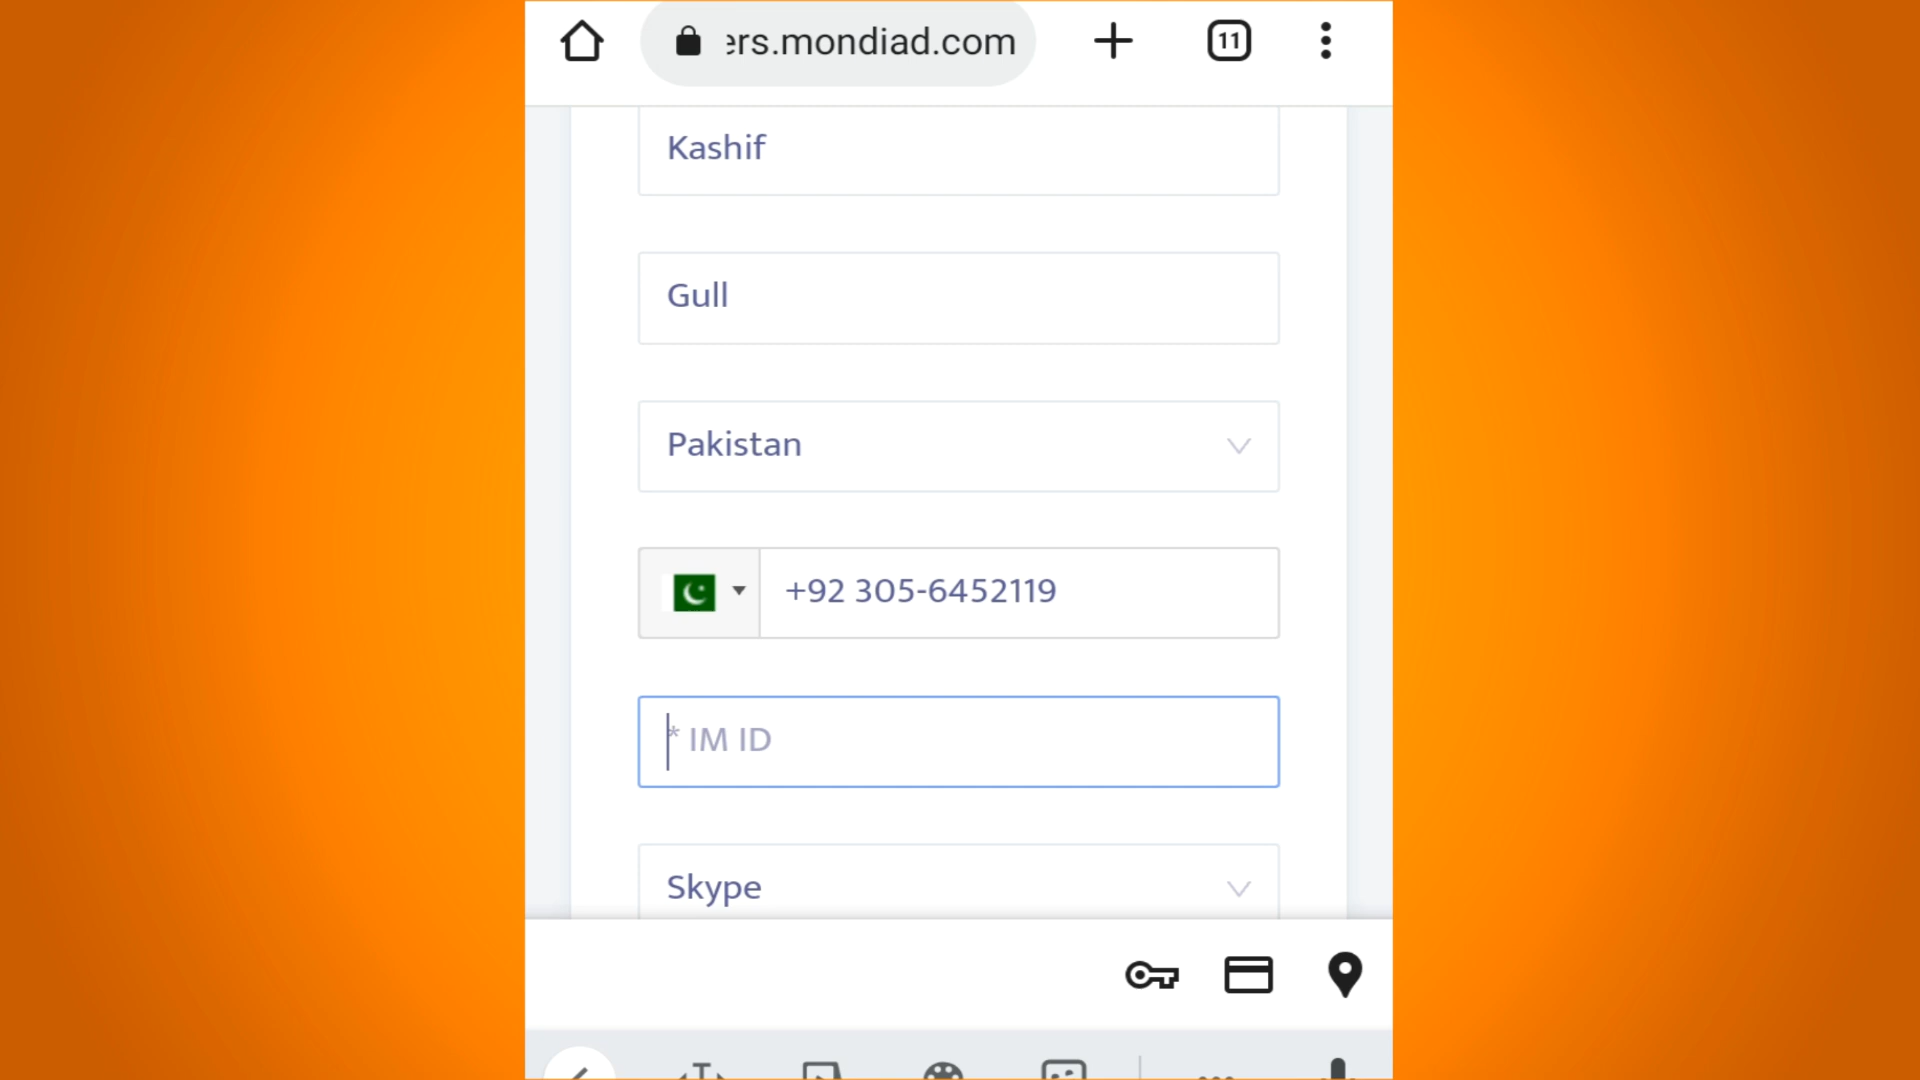 ers.mondiad.com
11
Kashif
Gull
Pakistan
+92 305-6452119
* IM ID
Skype